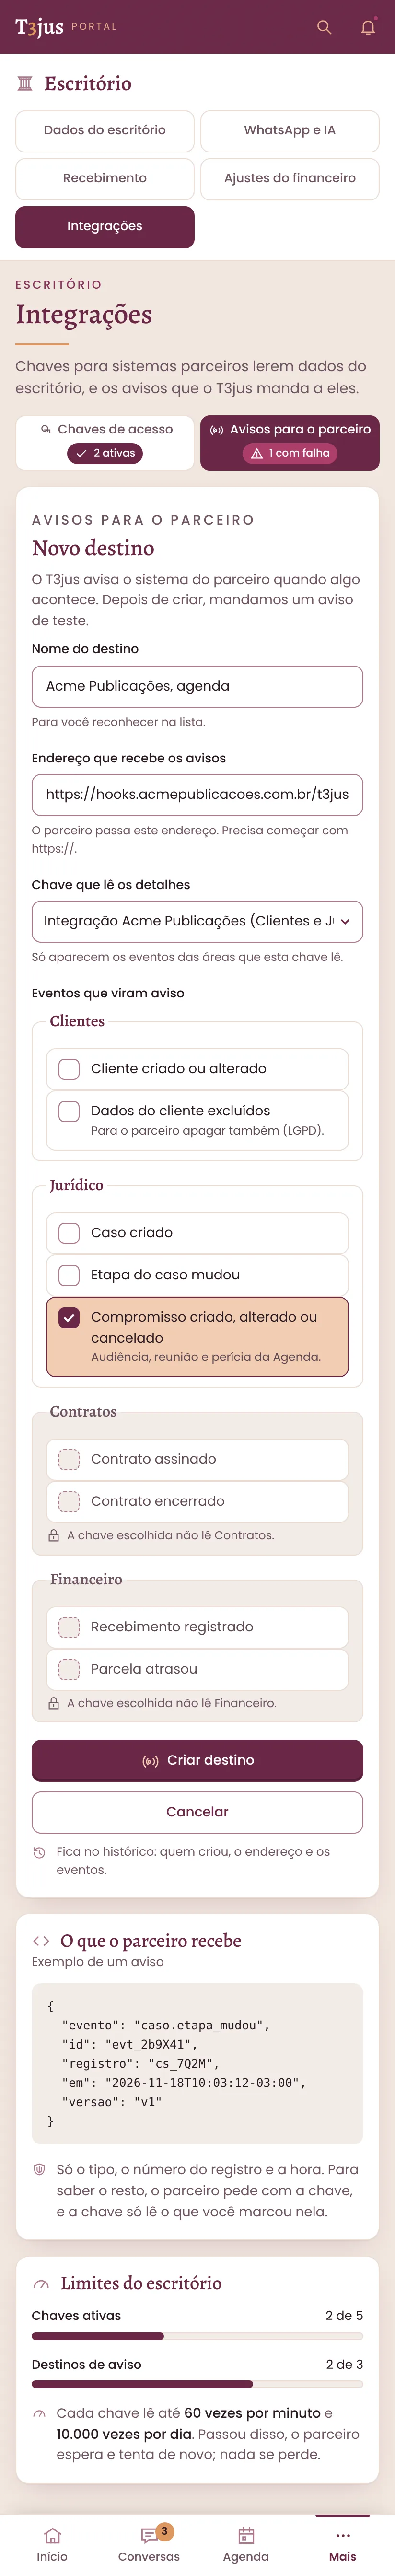 T3jus PORTAL
Escritório
Dados do escritório
WhatsApp e IA
Recebimento
Ajustes do financeiro
Integrações
ESCRITÓRIO
Integrações
Chaves para sistemas parceiros lerem dados do
escritório, e os avisos que o T3jus manda a eles.
Chaves de acesso
2 ativas
Avisos para o parceiro
1 com falha
AVISOS PARA O PARCEIRO
Novo destino
O T3jus avisa o sistema do parceiro quando algo
acontece. Depois de criar, mandamos um aviso
de teste.
Nome do destino
Acme Publicações, agenda
Para você reconhecer na lista.
Endereço que recebe os avisos
https://hooks.acmepublicacoes.com.br/t3jus
O parceiro passa este endereço. Precisa começar com
https://.
Chave que lê os detalhes
Integração Acme Publicações (Clientes e J
Só aparecem os eventos das áreas que esta chave lê.
Eventos que viram aviso
Clientes
Cliente criado ou alterado
Dados do cliente excluídos
Para o parceiro apagar também (LGPD).
Jurídico
Caso criado
Etapa do caso mudou
Compromisso criado, alterado ou
cancelado
Audiência, reunião e perícia da Agenda.
Contratos
Contrato assinado
Contrato encerrado
A chave escolhida não lê Contratos.
Financeiro
Recebimento registrado
Parcela atrasou
A chave escolhida não lê Financeiro.
Criar destino
Cancelar
Fica no histórico: quem criou, o endereço e os
eventos.
O que o parceiro recebe
Exemplo de um aviso
{
"evento": "caso.etapa_mudou",
"id": "evt_2b9X41",
"registro": "cs_7Q2M",
"em": "2026-11-18T10:03:12-03:00",
"versao": "v1"
}
Só o tipo, o número do registro e a hora. Para
saber o resto, o parceiro pede com a chave,
e a chave só lê o que você marcou nela.
Limites do escritório
Chaves ativas
2 de 5
Destinos de aviso
2 de 3
Cada chave lê até 60 vezes por minuto e
10.000 vezes por dia. Passou disso, o parceiro
espera e tenta de novo; nada se perde.
Início
3
Conversas
Agenda
Mais